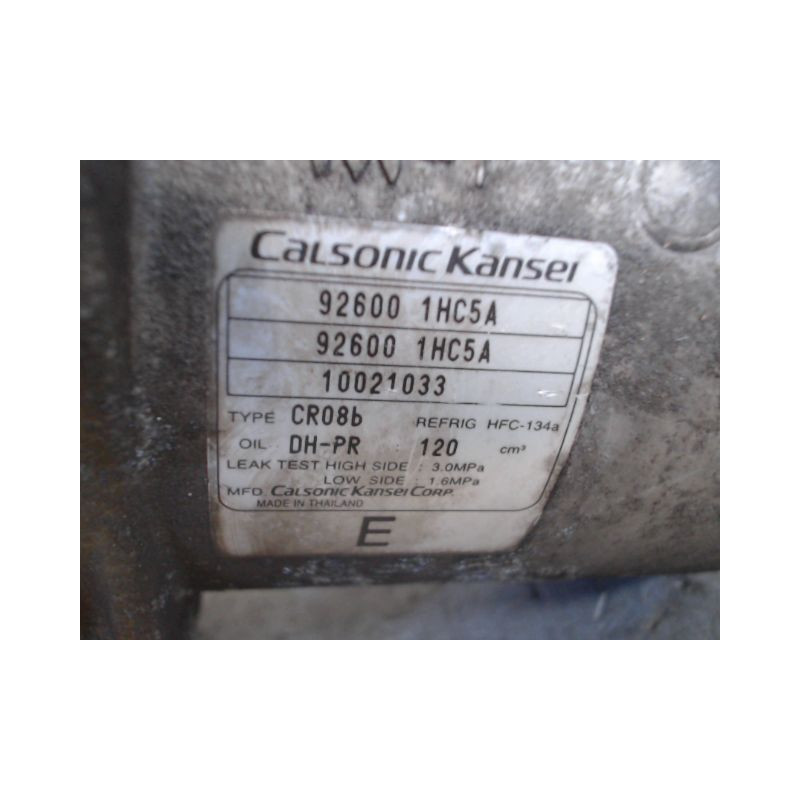 CALSONIC KANSEI
92600 1HC5A
92600 1HC5A
10021033
TYPE CR08b REFRIG HFC-134a
OIL DH-PR : 120 cm³
LEAK TEST HIGH SIDE : 3.0MPa
LOW SIDE : 1.6MPa
MFD. CALSONIC KANSEI CORP.
MADE IN THAILAND
E